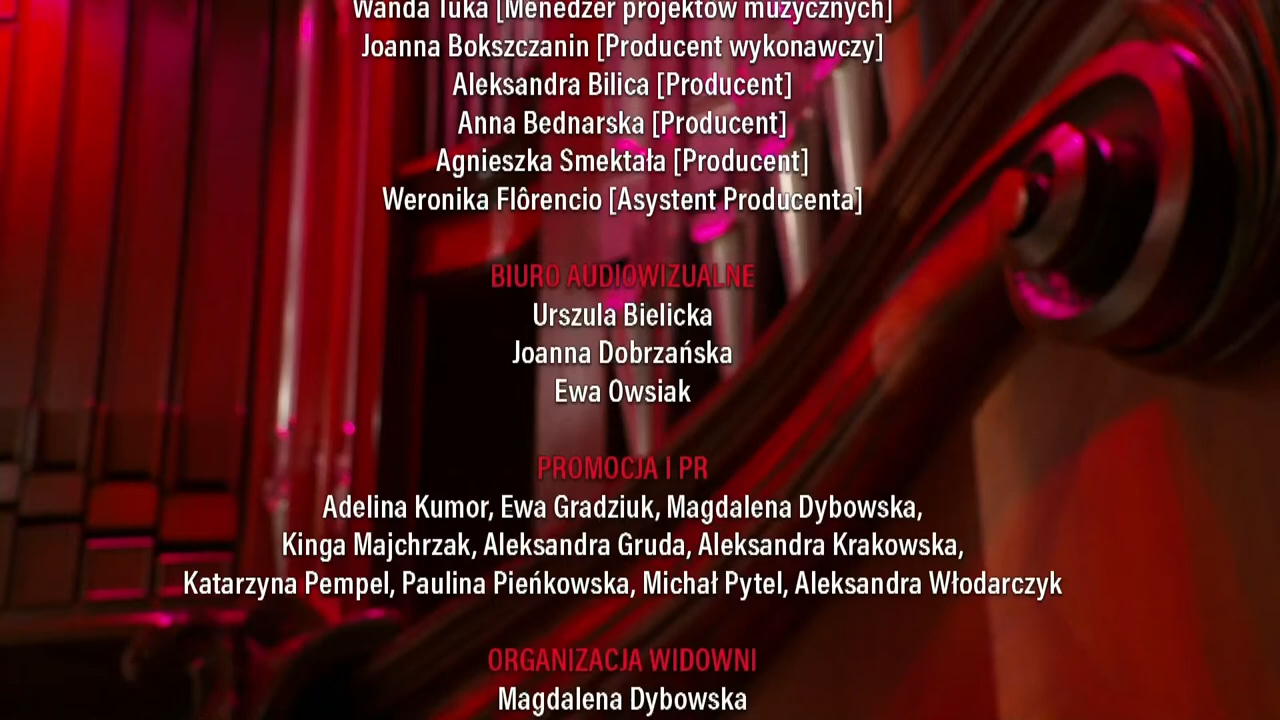 Wanda Tuka [Menedżer projektów muzycznych]
Joanna Bokszczanin [Producent wykonawczy]
Aleksandra Bilica [Producent]
Anna Bednarska [Producent]
Agnieszka Smektała [Producent]
Weronika Flôrencio [Asystent Producenta]
BIURO AUDIOWIZUALNE
Urszula Bielicka
Joanna Dobrzańska
Ewa Owsiak
PROMOCJA I PR
Adelina Kumor, Ewa Gradziuk, Magdalena Dybowska,
Kinga Majchrzak, Aleksandra Gruda, Aleksandra Krakowska,
Katarzyna Pempel, Paulina Pieńkowska, Michał Pytel, Aleksandra Włodarczyk
ORGANIZACJA WIDOWNI
Magdalena Dybowska